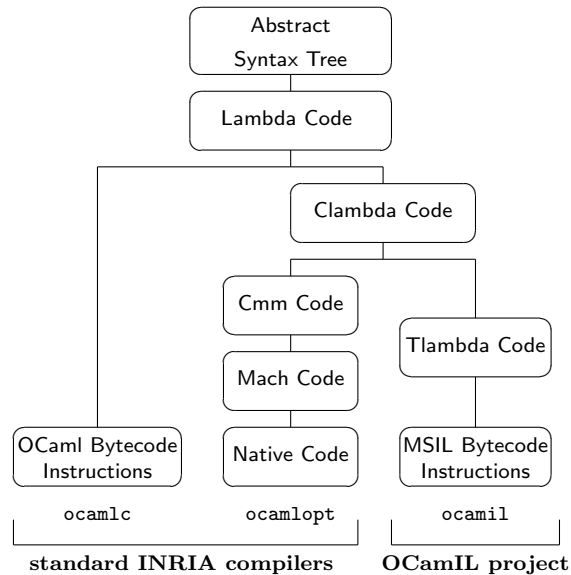 Abstract
Syntax Tree
Lambda Code
Clambda Code
Cmm Code
Tlambda Code
Mach Code
OCaml Bytecode
Instructions
Native Code
MSIL Bytecode
Instructions
ocamlc
ocamlopt
ocamil
standard INRIA compilers
OCamIL project